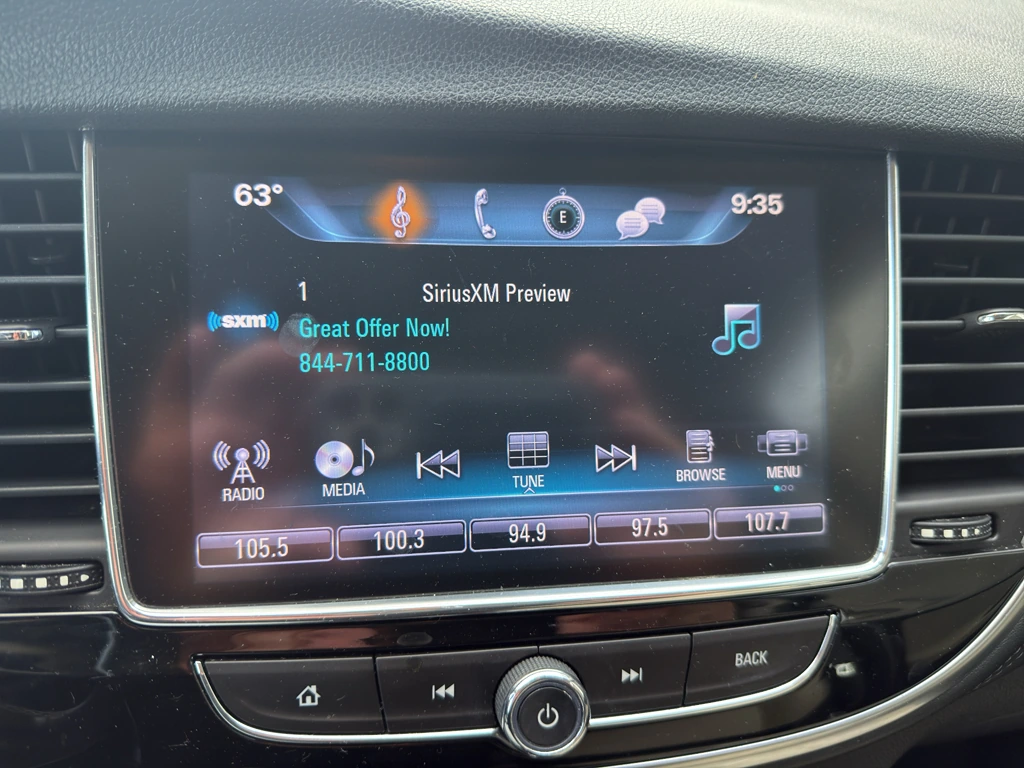 63°
E
9:35
1 SiriusXM Preview
((sxm))
Great Offer Now!
844-711-8800
RADIO
MEDIA
TUNE
BROWSE
MENU
105.5
100.3
94.9
97.5
107.7
BACK